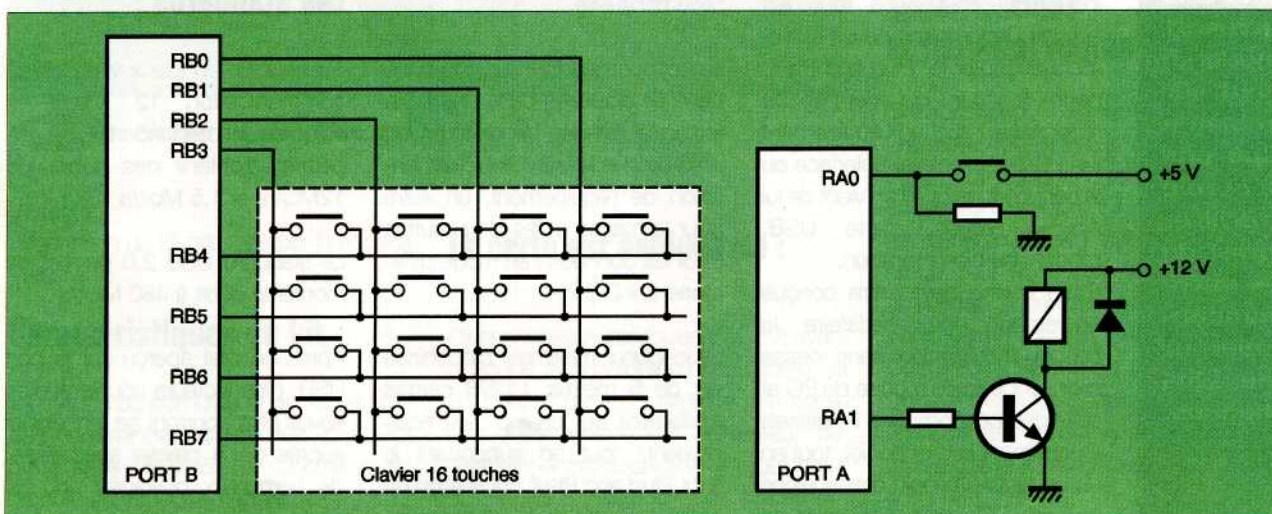 RB0
RB1
RB2
RB3
RB4
RB5
RB6
RB7
PORT B
Clavier 16 touches
RA0
+5 V
+12 V
RA1
PORT A